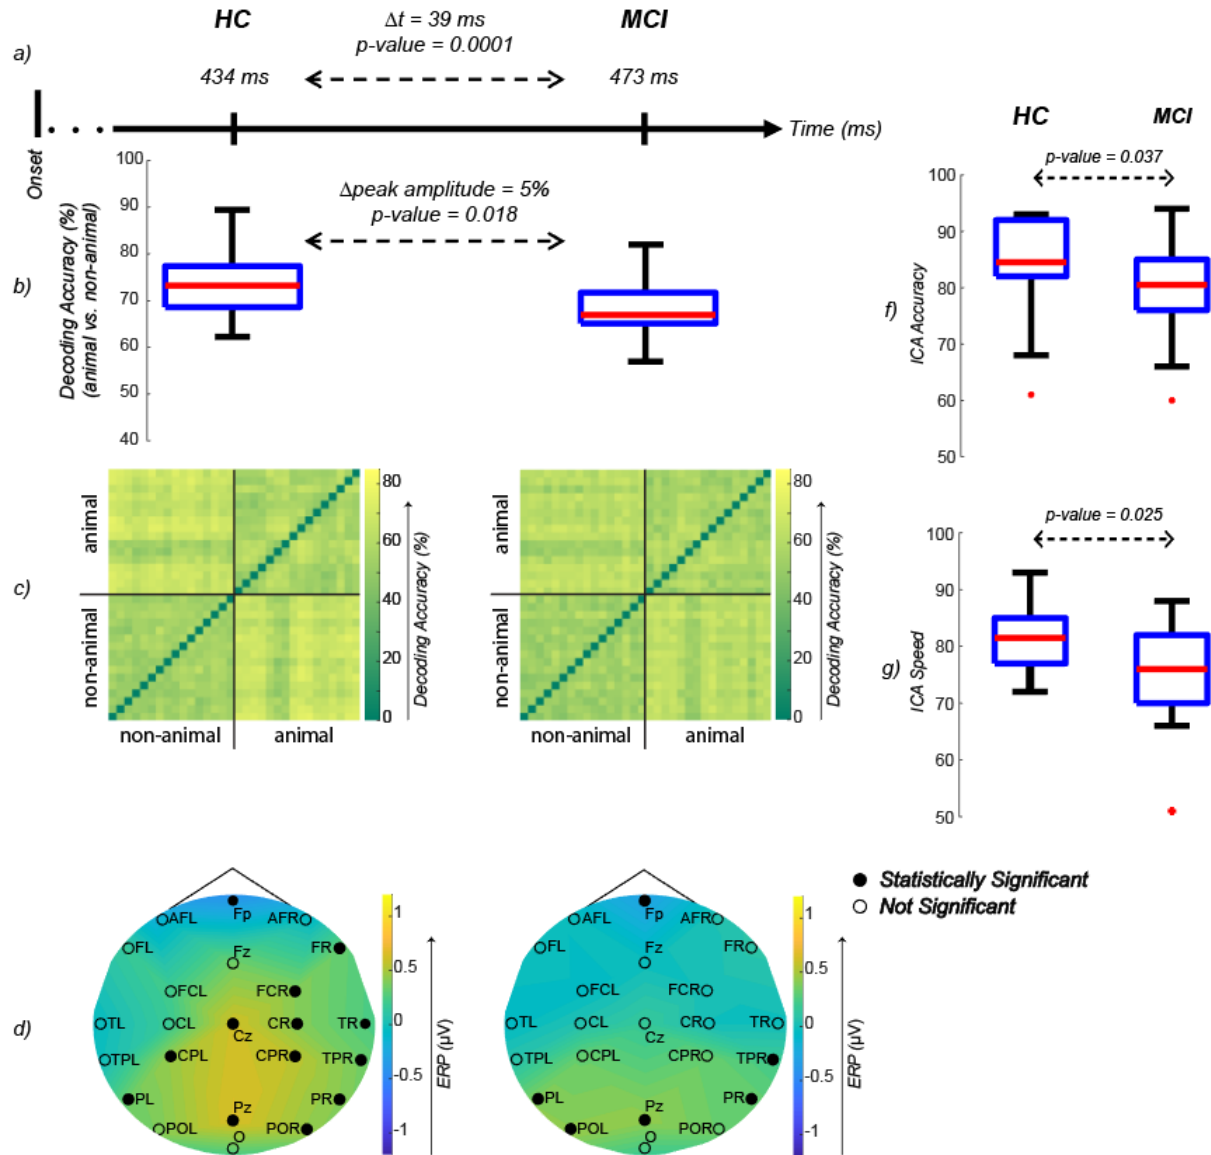 HC
MCI
Δt = 39 ms
p-value = 0.0001
a)
434 ms
473 ms
Time (ms)
Onset
HC
MCI
p-value = 0.037
100
90
80
70
60
50
ICA Accuracy
f)
b)
Decoding Accuracy (%)
(animal vs. non-animal)
100
90
80
70
60
50
40
Δpeak amplitude = 5%
p-value = 0.018
c)
animal
non-animal
non-animal
animal
80
60
40
20
0
Decoding Accuracy (%)
animal
non-animal
non-animal
animal
80
60
40
20
0
Decoding Accuracy (%)
p-value = 0.025
100
90
80
70
60
50
g)
ICA Speed
Statistically Significant
Not Significant
d)
AFL
Fp
AFR
FL
Fz
FR
FCL
FCR
TL
CL
Cz
CR
TR
TPL
CPL
CPR
TPR
PL
Pz
PR
POL
POR
1
0.5
0
-0.5
-1
ERP (μV)
AFL
Fp
AFR
FL
Fz
FR
FCL
FCR
TL
CL
Cz
CR
TR
TPL
CPL
CPR
TPR
PL
Pz
PR
POL
POR
1
0.5
0
-0.5
-1
ERP (μV)